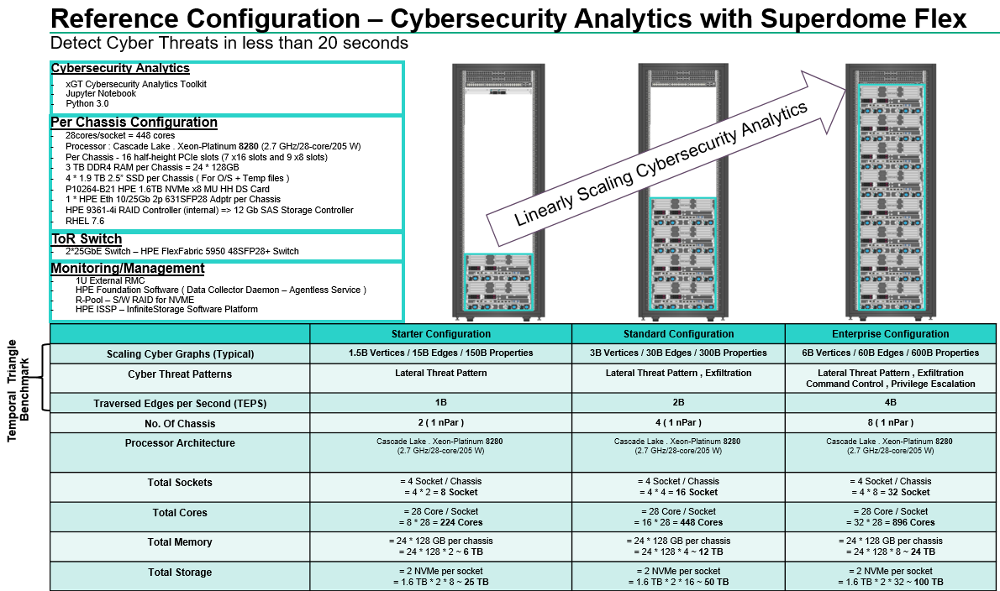 Reference Configuration – Cybersecurity Analytics with Superdome Flex
Detect Cyber Threats in less than 20 seconds
Cybersecurity Analytics
- xGT Cybersecurity Analytics Toolkit
- Jupyter Notebook
- Python 3.0
Per Chassis Configuration
- 28cores/socket = 448 cores
- Processor : Cascade Lake . Xeon-Platinum 8280 (2.7 GHz/28-core/205 W)
- Per Chassis - 16 half-height PCIe slots (7 x16 slots and 9 x8 slots)
- 3 TB DDR4 RAM per Chassis = 24 * 128GB
- 4 * 1.9 TB 2.5" SSD per Chassis ( For O/S + Temp files )
- P10264-B21 HPE 1.6TB NVMe x8 MU HH DS Card
- 1 * HPE Eth 10/25Gb 2p 631SFP28 Adptr per Chassis
- HPE 9361-4i RAID Controller (internal) => 12 Gb SAS Storage Controller
- RHEL 7.6
ToR Switch
- 2*25GbE Switch – HPE FlexFabric 5950 48SFP28+ Switch
Monitoring/Management
- 1U External RMC
- HPE Foundation Software ( Data Collector Daemon – Agentless Service )
- R-Pool – S/W RAID for NVME
- HPE ISSP – InfiniteStorage Software Platform
Linearly Scaling Cybersecurity Analytics
Starter Configuration
Standard Configuration
Enterprise Configuration
Temporal Triangle
Benchmark
Scaling Cyber Graphs (Typical)
1.5B Vertices / 15B Edges / 150B Properties
3B Vertices / 30B Edges / 300B Properties
6B Vertices / 60B Edges / 600B Properties
Cyber Threat Patterns
Lateral Threat Pattern
Lateral Threat Pattern , Exfiltration
Lateral Threat Pattern , Exfiltration
Command Control , Privilege Escalation
Traversed Edges per Second (TEPS)
1B
2B
4B
No. Of Chassis
2 ( 1 nPar )
4 ( 1 nPar )
8 ( 1 nPar )
Processor Architecture
Cascade Lake . Xeon-Platinum 8280
(2.7 GHz/28-core/205 W)
Cascade Lake . Xeon-Platinum 8280
(2.7 GHz/28-core/205 W)
Cascade Lake . Xeon-Platinum 8280
(2.7 GHz/28-core/205 W)
Total Sockets
= 4 Socket / Chassis
= 4 * 2 = 8 Socket
= 4 Socket / Chassis
= 4 * 4 = 16 Socket
= 4 Socket / Chassis
= 4 * 8 = 32 Socket
Total Cores
= 28 Core / Socket
= 8 * 28 = 224 Cores
= 28 Core / Socket
= 16 * 28 = 448 Cores
= 28 Core / Socket
= 32 * 28 = 896 Cores
Total Memory
= 24 * 128 GB per chassis
= 24 * 128 * 2 ~ 6 TB
= 24 * 128 GB per chassis
= 24 * 128 * 4 ~ 12 TB
= 24 * 128 GB per chassis
= 24 * 128 * 8 ~ 24 TB
Total Storage
= 2 NVMe per socket
= 1.6 TB * 2 * 8 ~ 25 TB
= 2 NVMe per socket
= 1.6 TB * 2 * 16 ~ 50 TB
= 2 NVMe per socket
= 1.6 TB * 2 * 32 ~ 100 TB